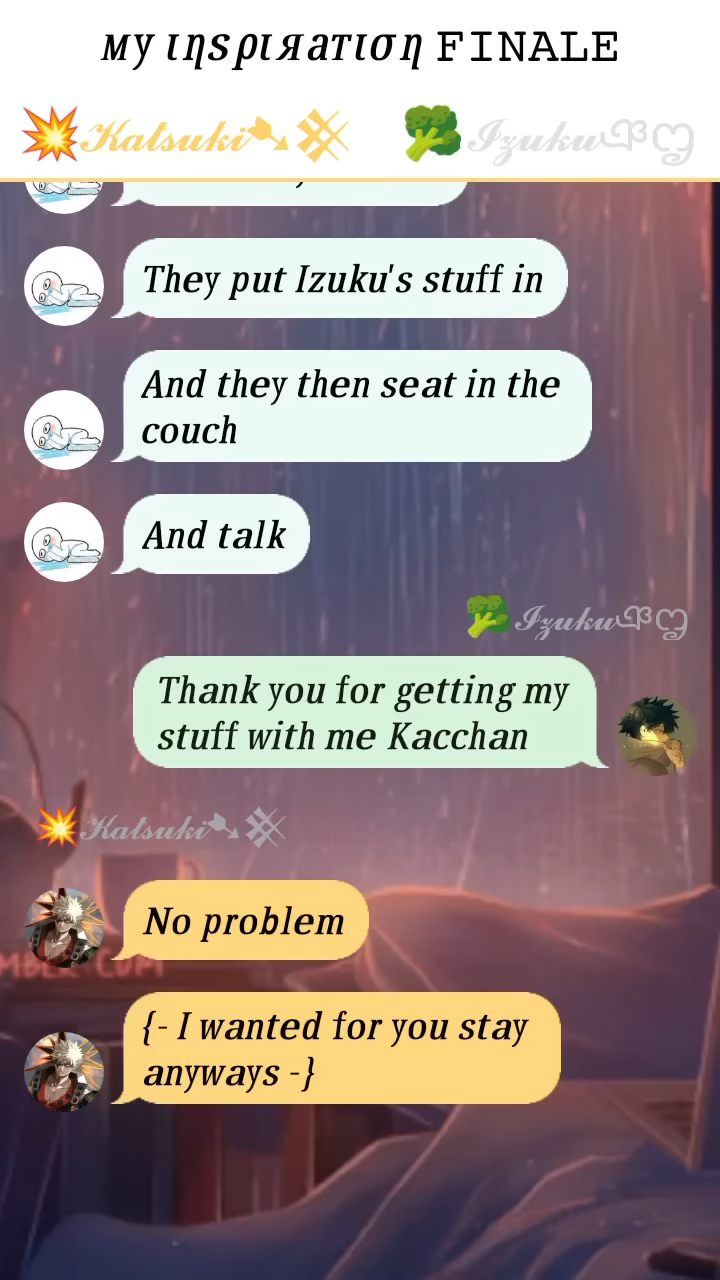 My ιηѕριяατιση FINALE
💥𝓚𝓪𝓽𝓼𝓾𝓴𝓲 🥦𝓘𝔃𝓾𝓴𝓾
They put Izuku's stuff in
And they then seat in the
couch
And talk
🥦𝓘𝔃𝓾𝓴𝓾
Thank you for getting my
stuff with me Kacchan
💥𝓚𝓪𝓽𝓼𝓾𝓴𝓲
No problem
{- I wanted for you stay
anyways -}